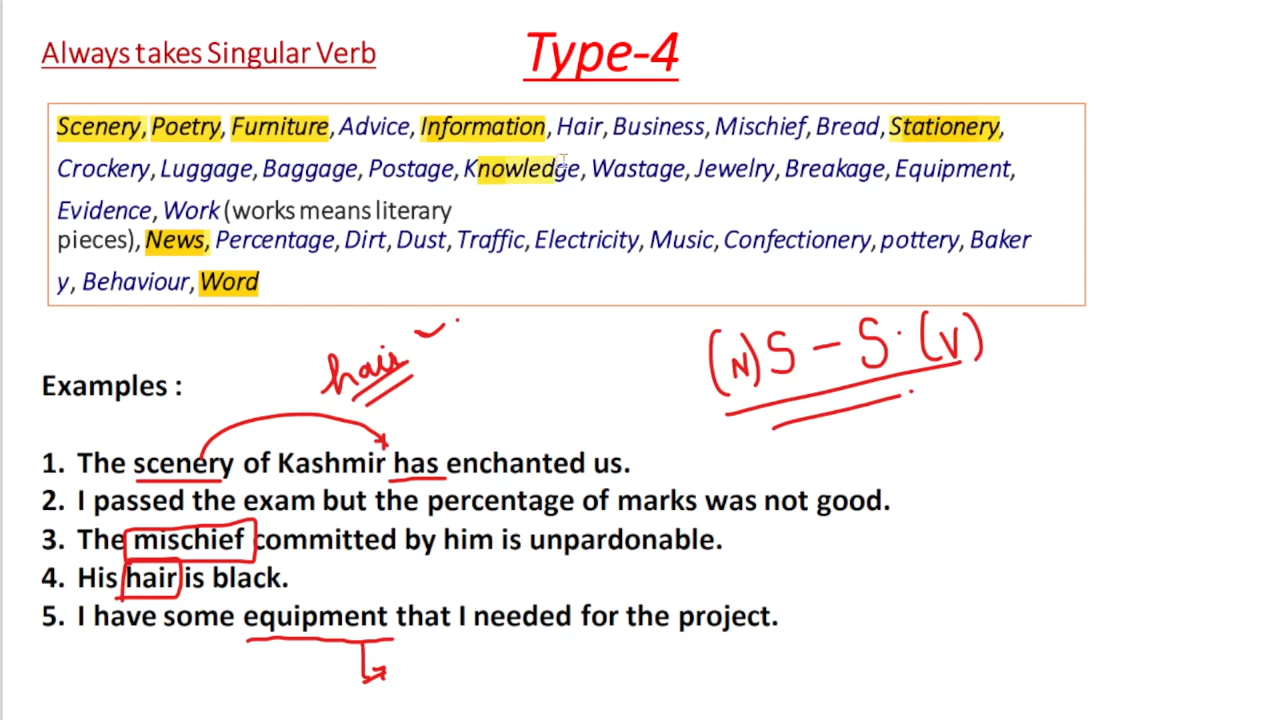 Always takes Singular Verb
Type-4
Scenery, Poetry, Furniture, Advice, Information, Hair, Business, Mischief, Bread, Stationery,
Crockery, Luggage, Baggage, Postage, Knowledge, Wastage, Jewelry, Breakage, Equipment,
Evidence, Work (works means literary
pieces), News, Percentage, Dirt, Dust, Traffic, Electricity, Music, Confectionery, pottery, Baker
y, Behaviour, Word
hais
(N) S – S. (V)
Examples :
1. The scenery of Kashmir has enchanted us.
2. I passed the exam but the percentage of marks was not good.
3. The mischief committed by him is unpardonable.
4. His hair is black.
5. I have some equipment that I needed for the project.